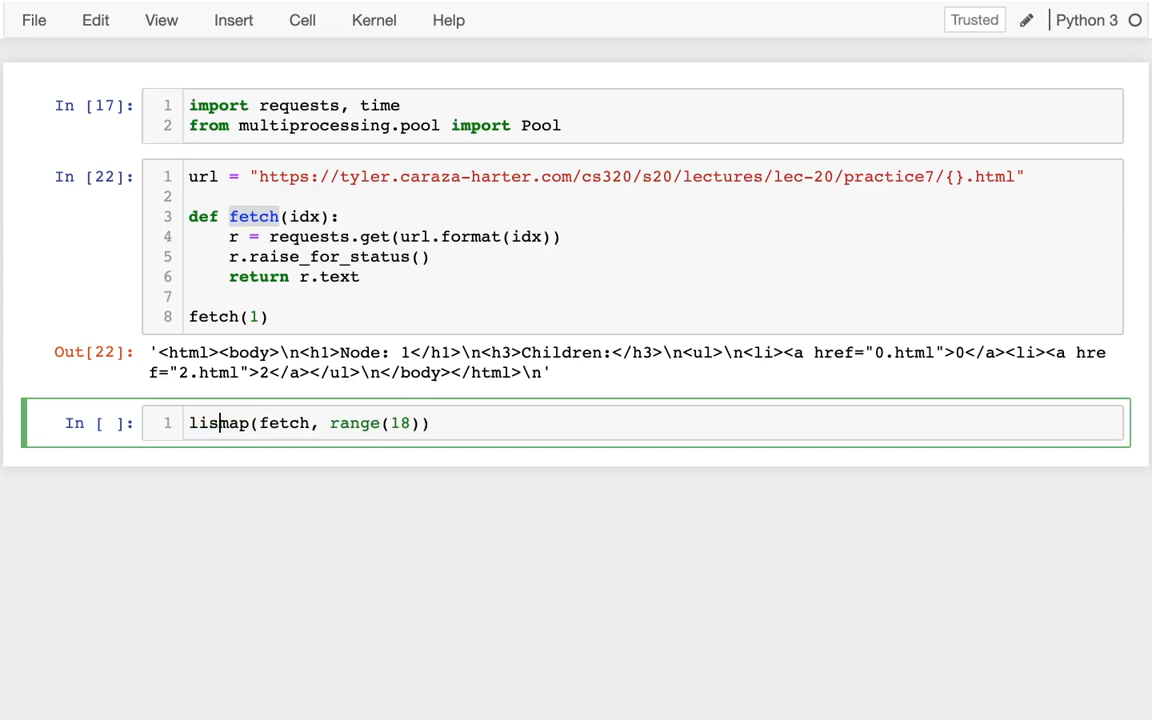 File Edit View Insert Cell Kernel Help Trusted Python 3
In [17]: 1 import requests, time
2 from multiprocessing.pool import Pool
In [22]: 1 url = "https://tyler.caraza-harter.com/cs320/s20/lectures/lec-20/practice7/{}.html"
2
3 def fetch(idx):
4     r = requests.get(url.format(idx))
5     r.raise_for_status()
6     return r.text
7
8 fetch(1)
Out[22]: '<html><body>\n<h1>Node: 1</h1>\n<h3>Children:</h3>\n<ul>\n<li><a href="0.html">0</a><li><a hre
f="2.html">2</a></ul>\n</body></html>\n'
In [ ]: 1 lismap(fetch, range(18))